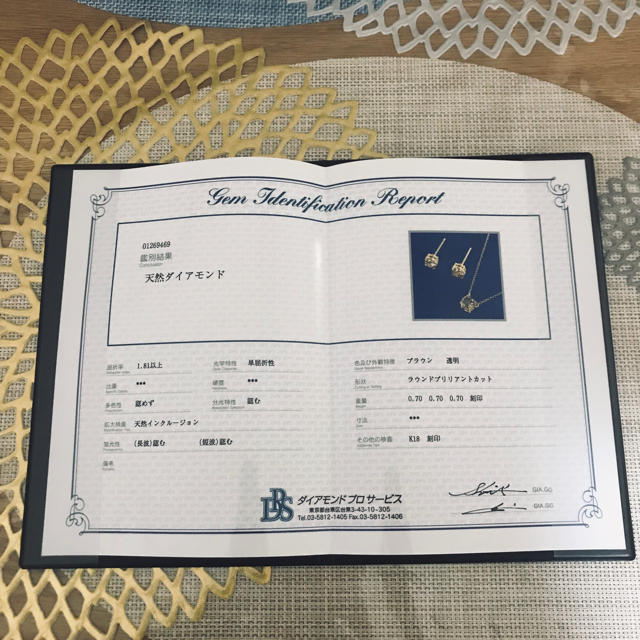 Gem Identification Report
01269469
鑑別結果
Conclusion
天然ダイアモンド
屈折率 1.81以上 光学特性 単屈折性
比重 *** 硬度 ***
多色性 認めず 分光特性 認む
拡大検査 天然インクルージョン
蛍光性 (長波)認む (短波)認む
備考
色及び外観特徴 ブラウン 透明
形状 ラウンドブリリアントカット
重量 0.70 0.70 0.70 刻印
寸法 ***
その他の検査 K18 刻印
DBS ダイアモンド プロ サービス
東京都台東区台東3-43-10-305
Tel.03-5812-1405 Fax.03-5812-1406
GIA.GG
GIA.GG